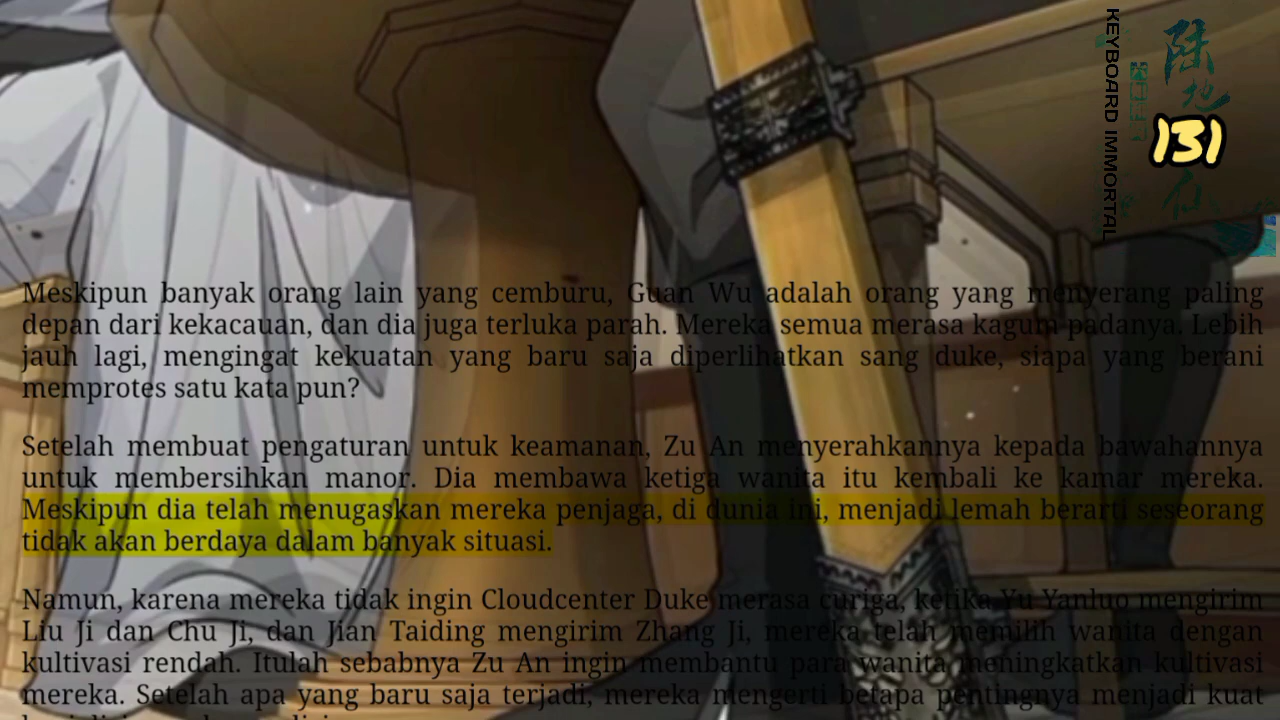 KEYBOARD IMMORTAL
陸地
仙
131
Meskipun banyak orang lain yang cemburu, Guan Wu adalah orang yang menyerang paling
depan dari kekacauan, dan dia juga terluka parah. Mereka semua merasa kagum padanya. Lebih
jauh lagi, mengingat kekuatan yang baru saja diperlihatkan sang duke, siapa yang berani
memprotes satu kata pun?
Setelah membuat pengaturan untuk keamanan, Zu An menyerahkannya kepada bawahannya
untuk membersihkan manor. Dia membawa ketiga wanita itu kembali ke kamar mereka.
Meskipun dia telah menugaskan mereka penjaga, di dunia ini, menjadi lemah berarti seseorang
tidak akan berdaya dalam banyak situasi.
Namun, karena mereka tidak ingin Cloudcenter Duke merasa curiga, ketika Yu Yanluo mengirim
Liu Ji dan Chu Ji, dan Jian Taiding mengirim Zhang Ji, mereka telah memilih wanita dengan
kultivasi rendah. Itulah sebabnya Zu An ingin membantu para wanita meningkatkan kultivasi
mereka. Setelah apa yang baru saja terjadi, mereka mengerti betapa pentingnya menjadi kuat